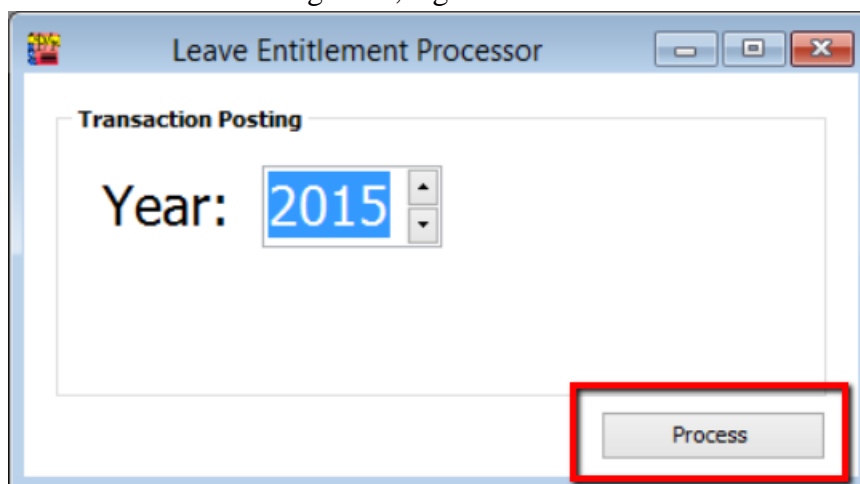 Leave Entitlement Processor
Transaction Posting
Year: 2015
Process